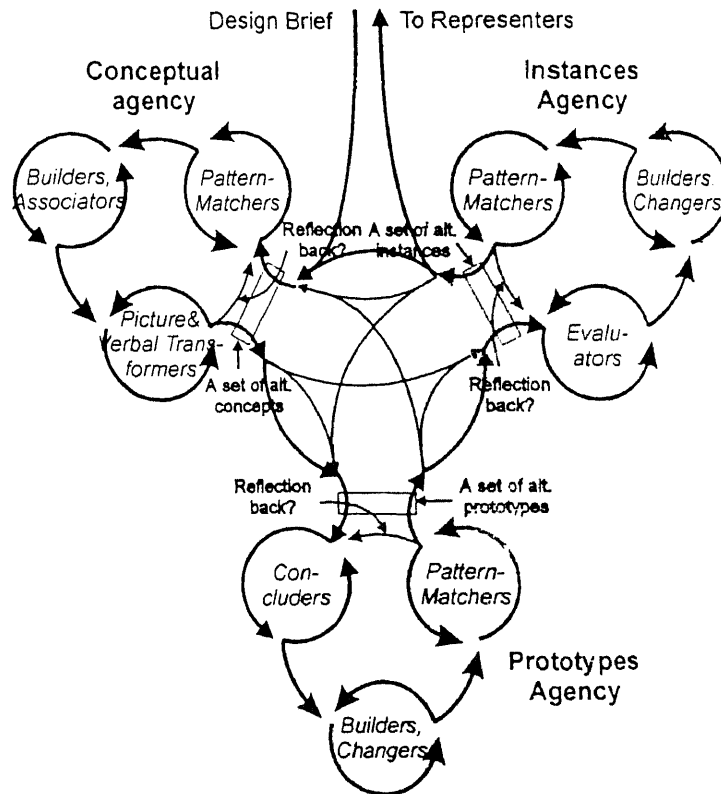 Design Brief
To Representers
Conceptual
agency
Instances
Agency
Builders,
Associators
Pattern-
Matchers
Pattern-
Matchers
Builders,
Changers
Reflection
back?
A set of alt.
instances
Picture&
Verbal Trans-
formers
A set of alt.
concepts
Reflection
back?
Evalu-
ators
Reflection
back?
A set of alt.
prototypes
Con-
cluders
Pattern-
Matchers
Prototypes
Agency
Builders,
Changers